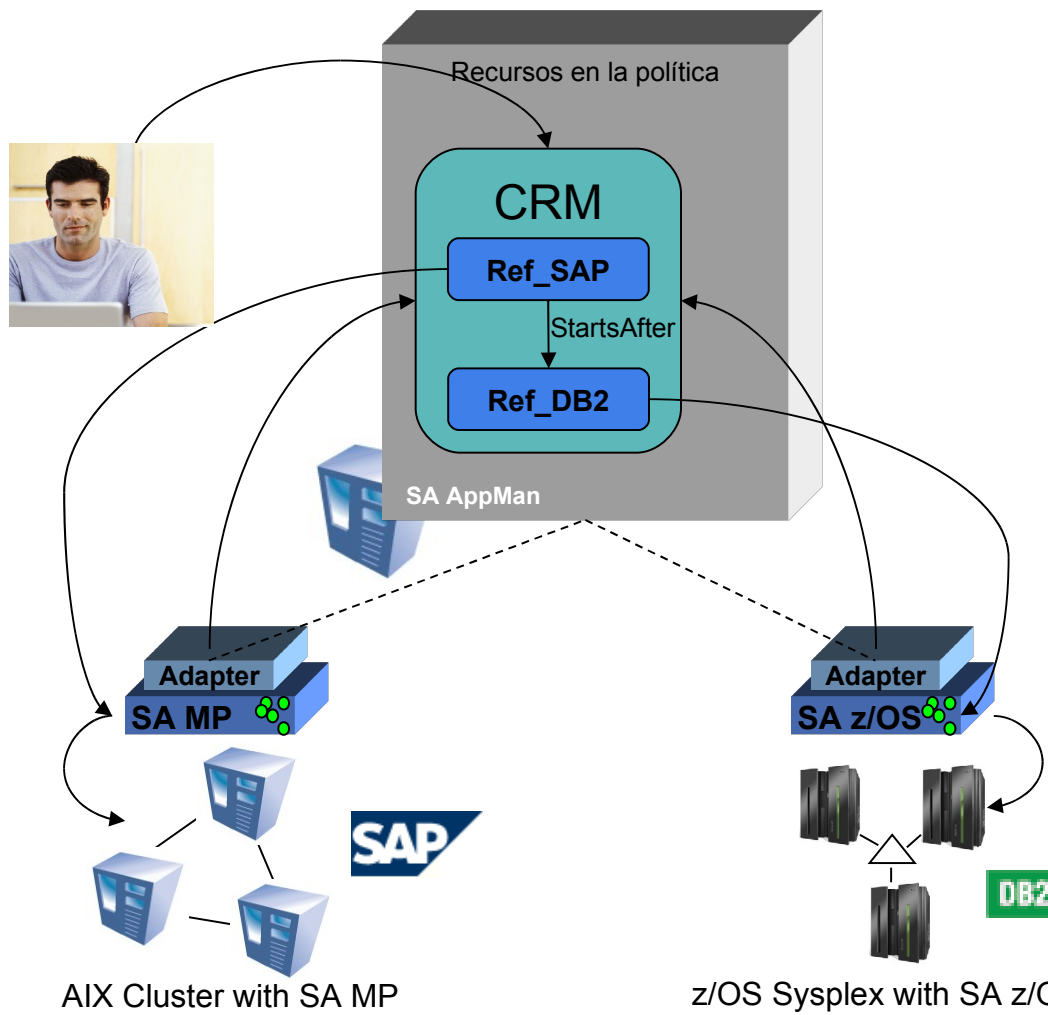 Recursos en la política
CRM
Ref_SAP
StartsAfter
Ref_DB2
SA AppMan
Adapter
SA MP
Adapter
SA z/OS
SAP
DB2
AIX Cluster with SA MP
z/OS Sysplex with SA z/O